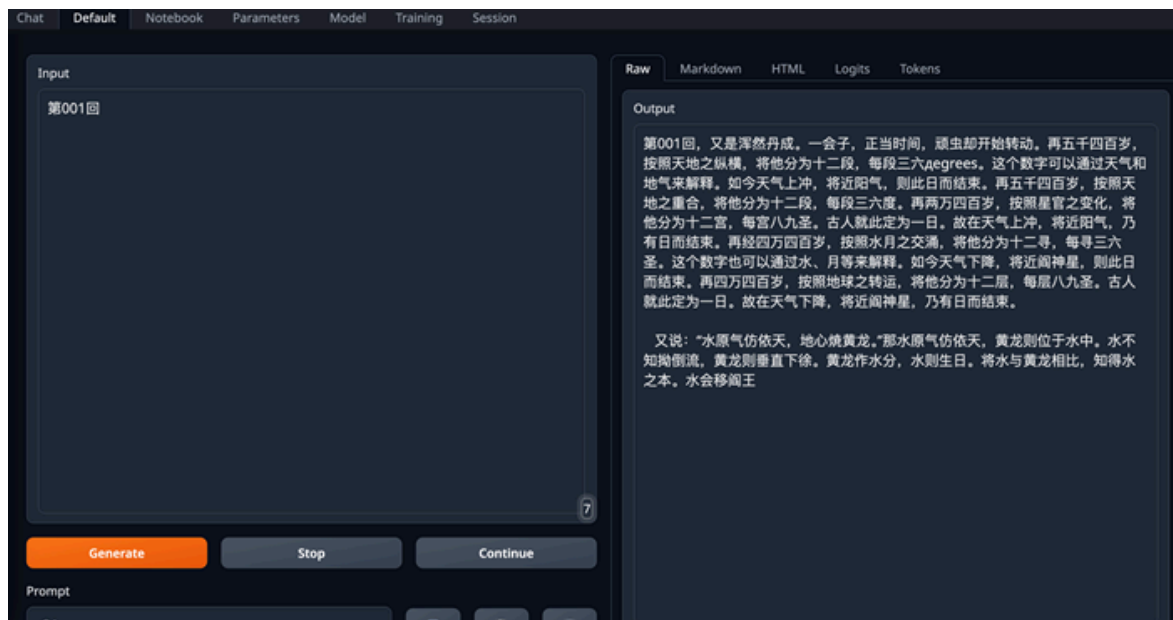 Chat Default Notebook Parameters Model Training Session
Input
第001回
7
Generate Stop Continue
Prompt
Raw Markdown HTML Logits Tokens
Output
第001回，又是浑然丹成。一会子，正当时间，顽虫却开始转动。再五千四百岁，
按照天地之纵横，将他分为十二段，每段三六дegrees。这个数字可以通过天气和
地气来解释。如今天气上冲，将近阳气，则此日而结束。再五千四百岁，按照天
地之重合，将他分为十二段，每段三六度。再两万四百岁，按照星官之变化，将
他分为十二宫，每宫八九圣。古人就此定为一日。故在天气上冲，将近阳气，乃
有日而结束。再经四万四百岁，按照水月之交涌，将他分为十二寻，每寻三六
圣。这个数字也可以通过水、月等来解释。如今天气下降，将近阎神星，则此日
而结束。再四万四百岁，按照地球之转运，将他分为十二层，每层八九圣。古人
就此定为一日。故在天气下降，将近阎神星，乃有日而结束。
又说：“水原气仿依天，地心燒黄龙。”那水原气仿依天，黄龙则位于水中。水不
知拗倒流，黄龙则垂直下徐。黄龙作水分，水则生日。将水与黄龙相比，知得水
之本。水会移阎王